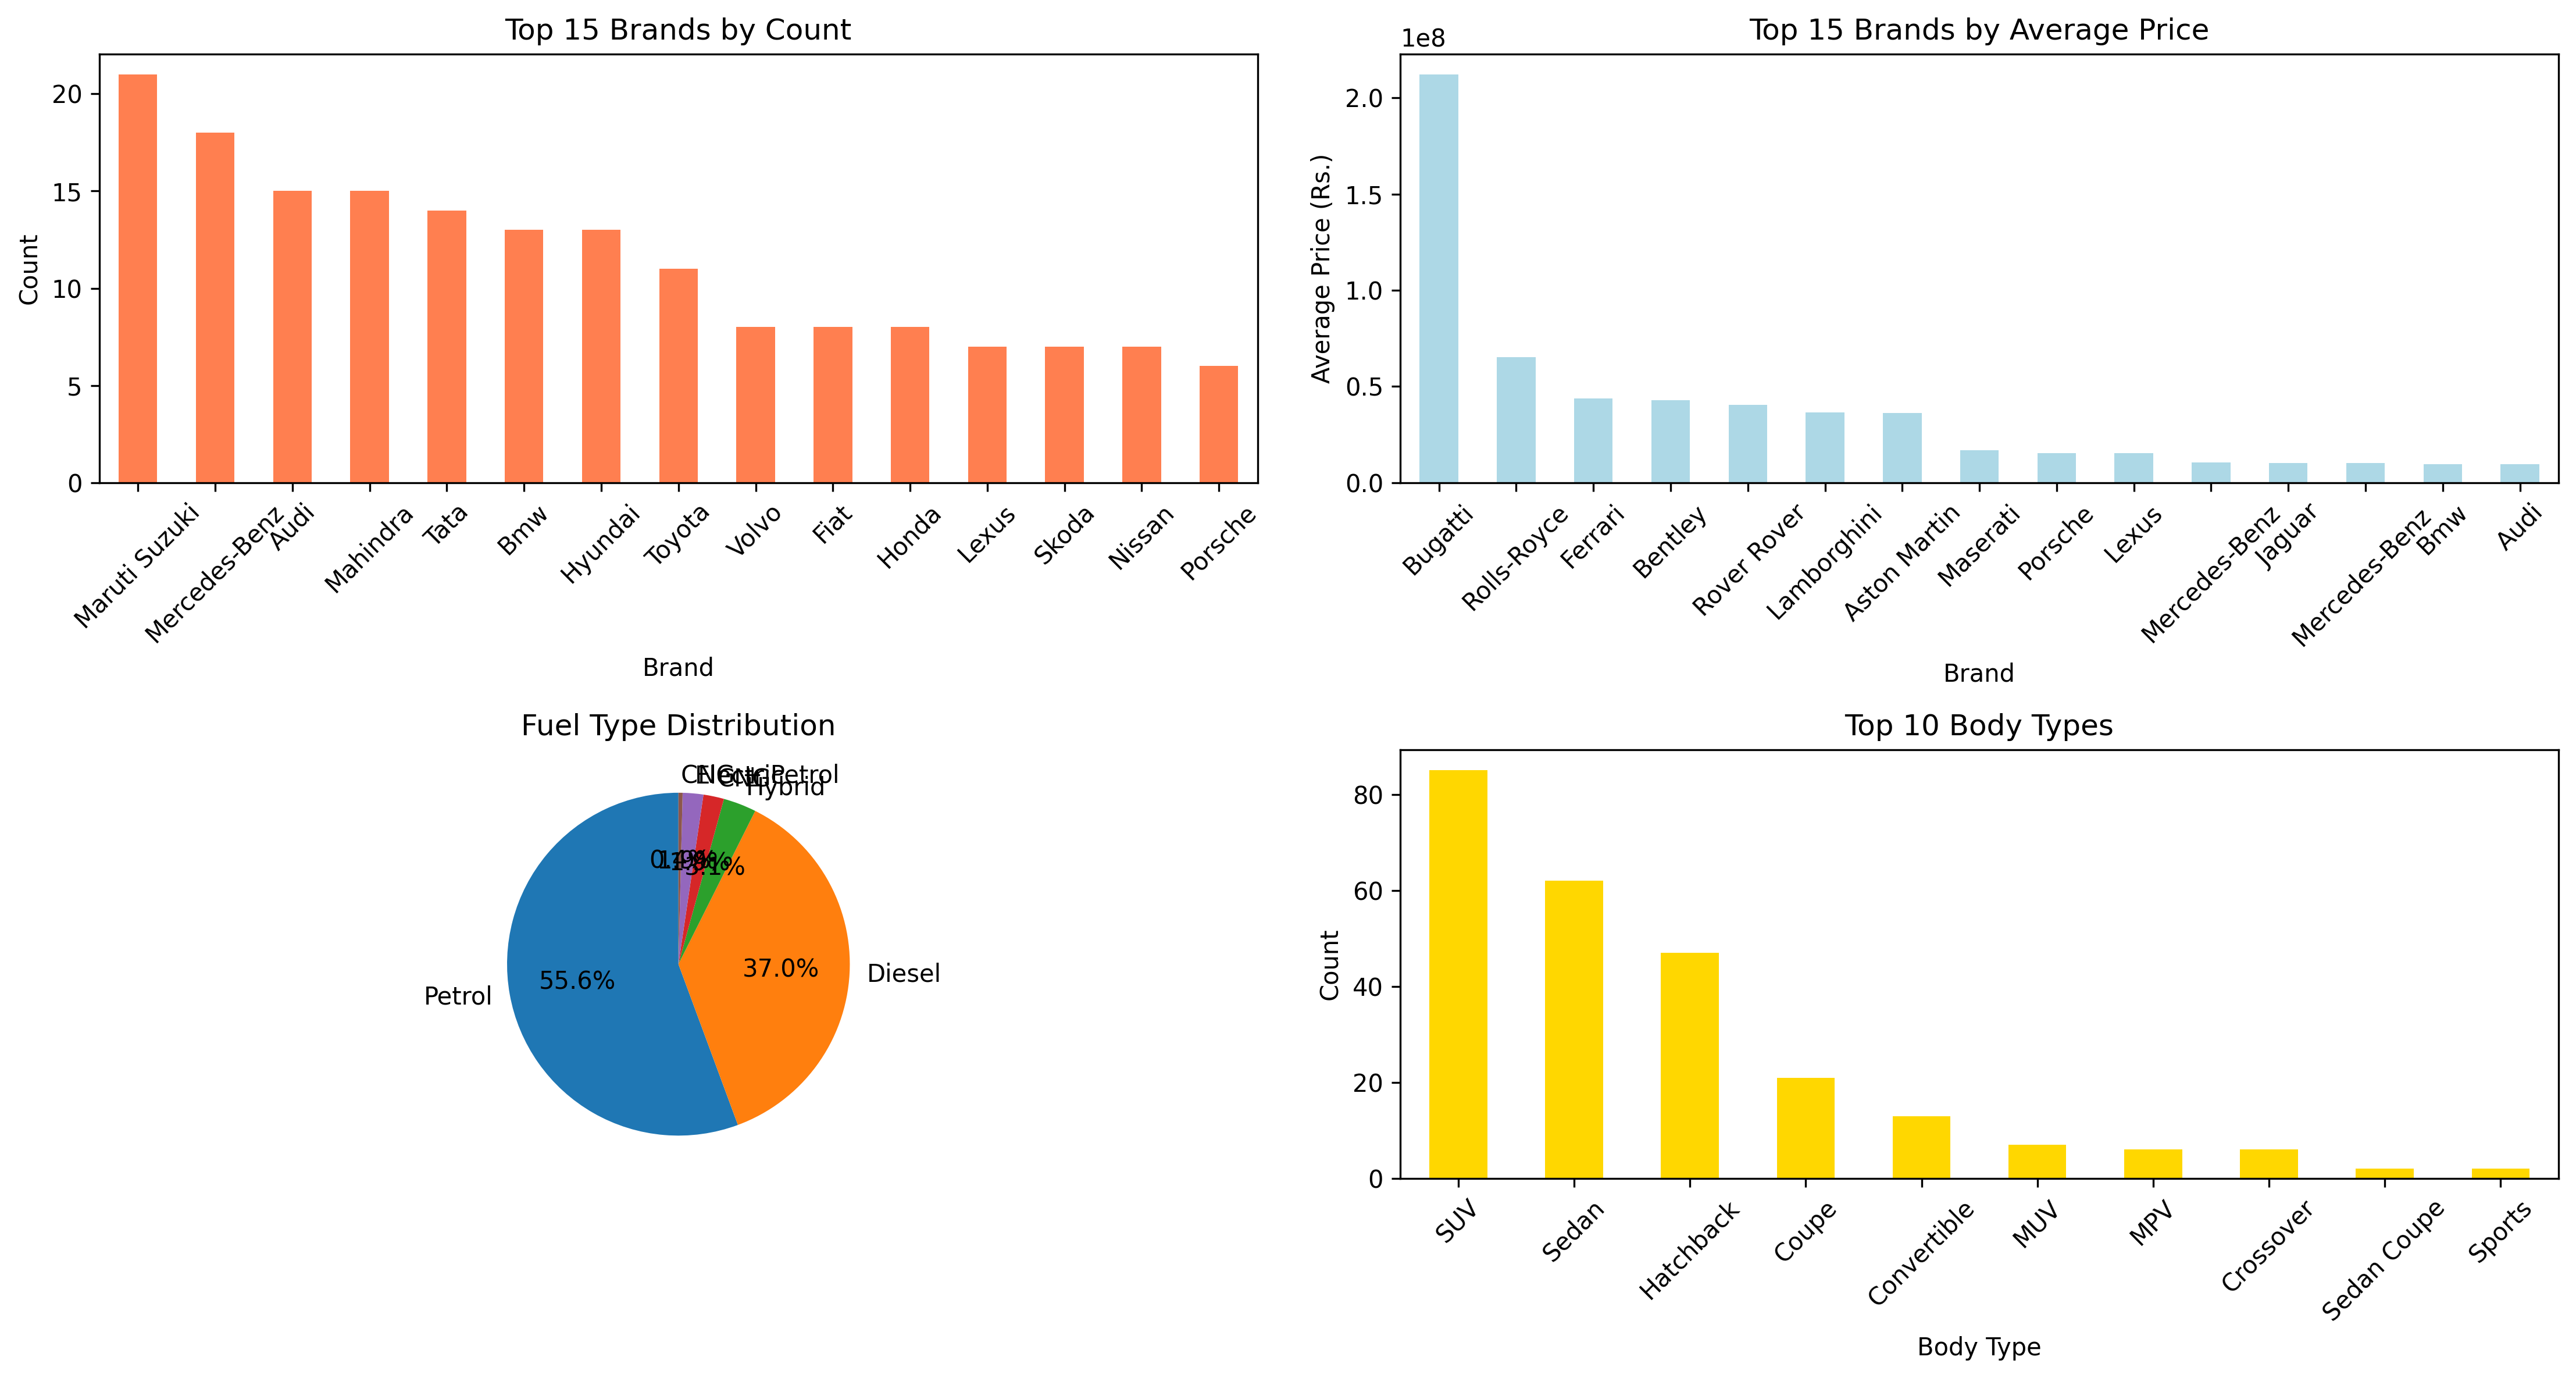 Top 15 Brands by Count
20
15
10
5
0
Count
Maruti Suzuki
Mercedes-Benz
Audi
Mahindra
Tata
Bmw
Hyundai
Toyota
Volvo
Fiat
Honda
Lexus
Skoda
Nissan
Porsche
Brand
Top 15 Brands by Average Price
1e8
2.0
1.5
1.0
0.5
0.0
Average Price (Rs.)
Bugatti
Rolls-Royce
Ferrari
Bentley
Rover Rover
Lamborghini
Aston Martin
Maserati
Porsche
Lexus
Mercedes-Benz
Jaguar
Mercedes-Benz
Bmw
Audi
Brand
Fuel Type Distribution
Hybrid
3.1%
55.6%
37.0%
Petrol
Diesel
Top 10 Body Types
80
60
40
20
0
Count
SUV
Sedan
Hatchback
Coupe
Convertible
MUV
MPV
Crossover
Sedan Coupe
Sports
Body Type